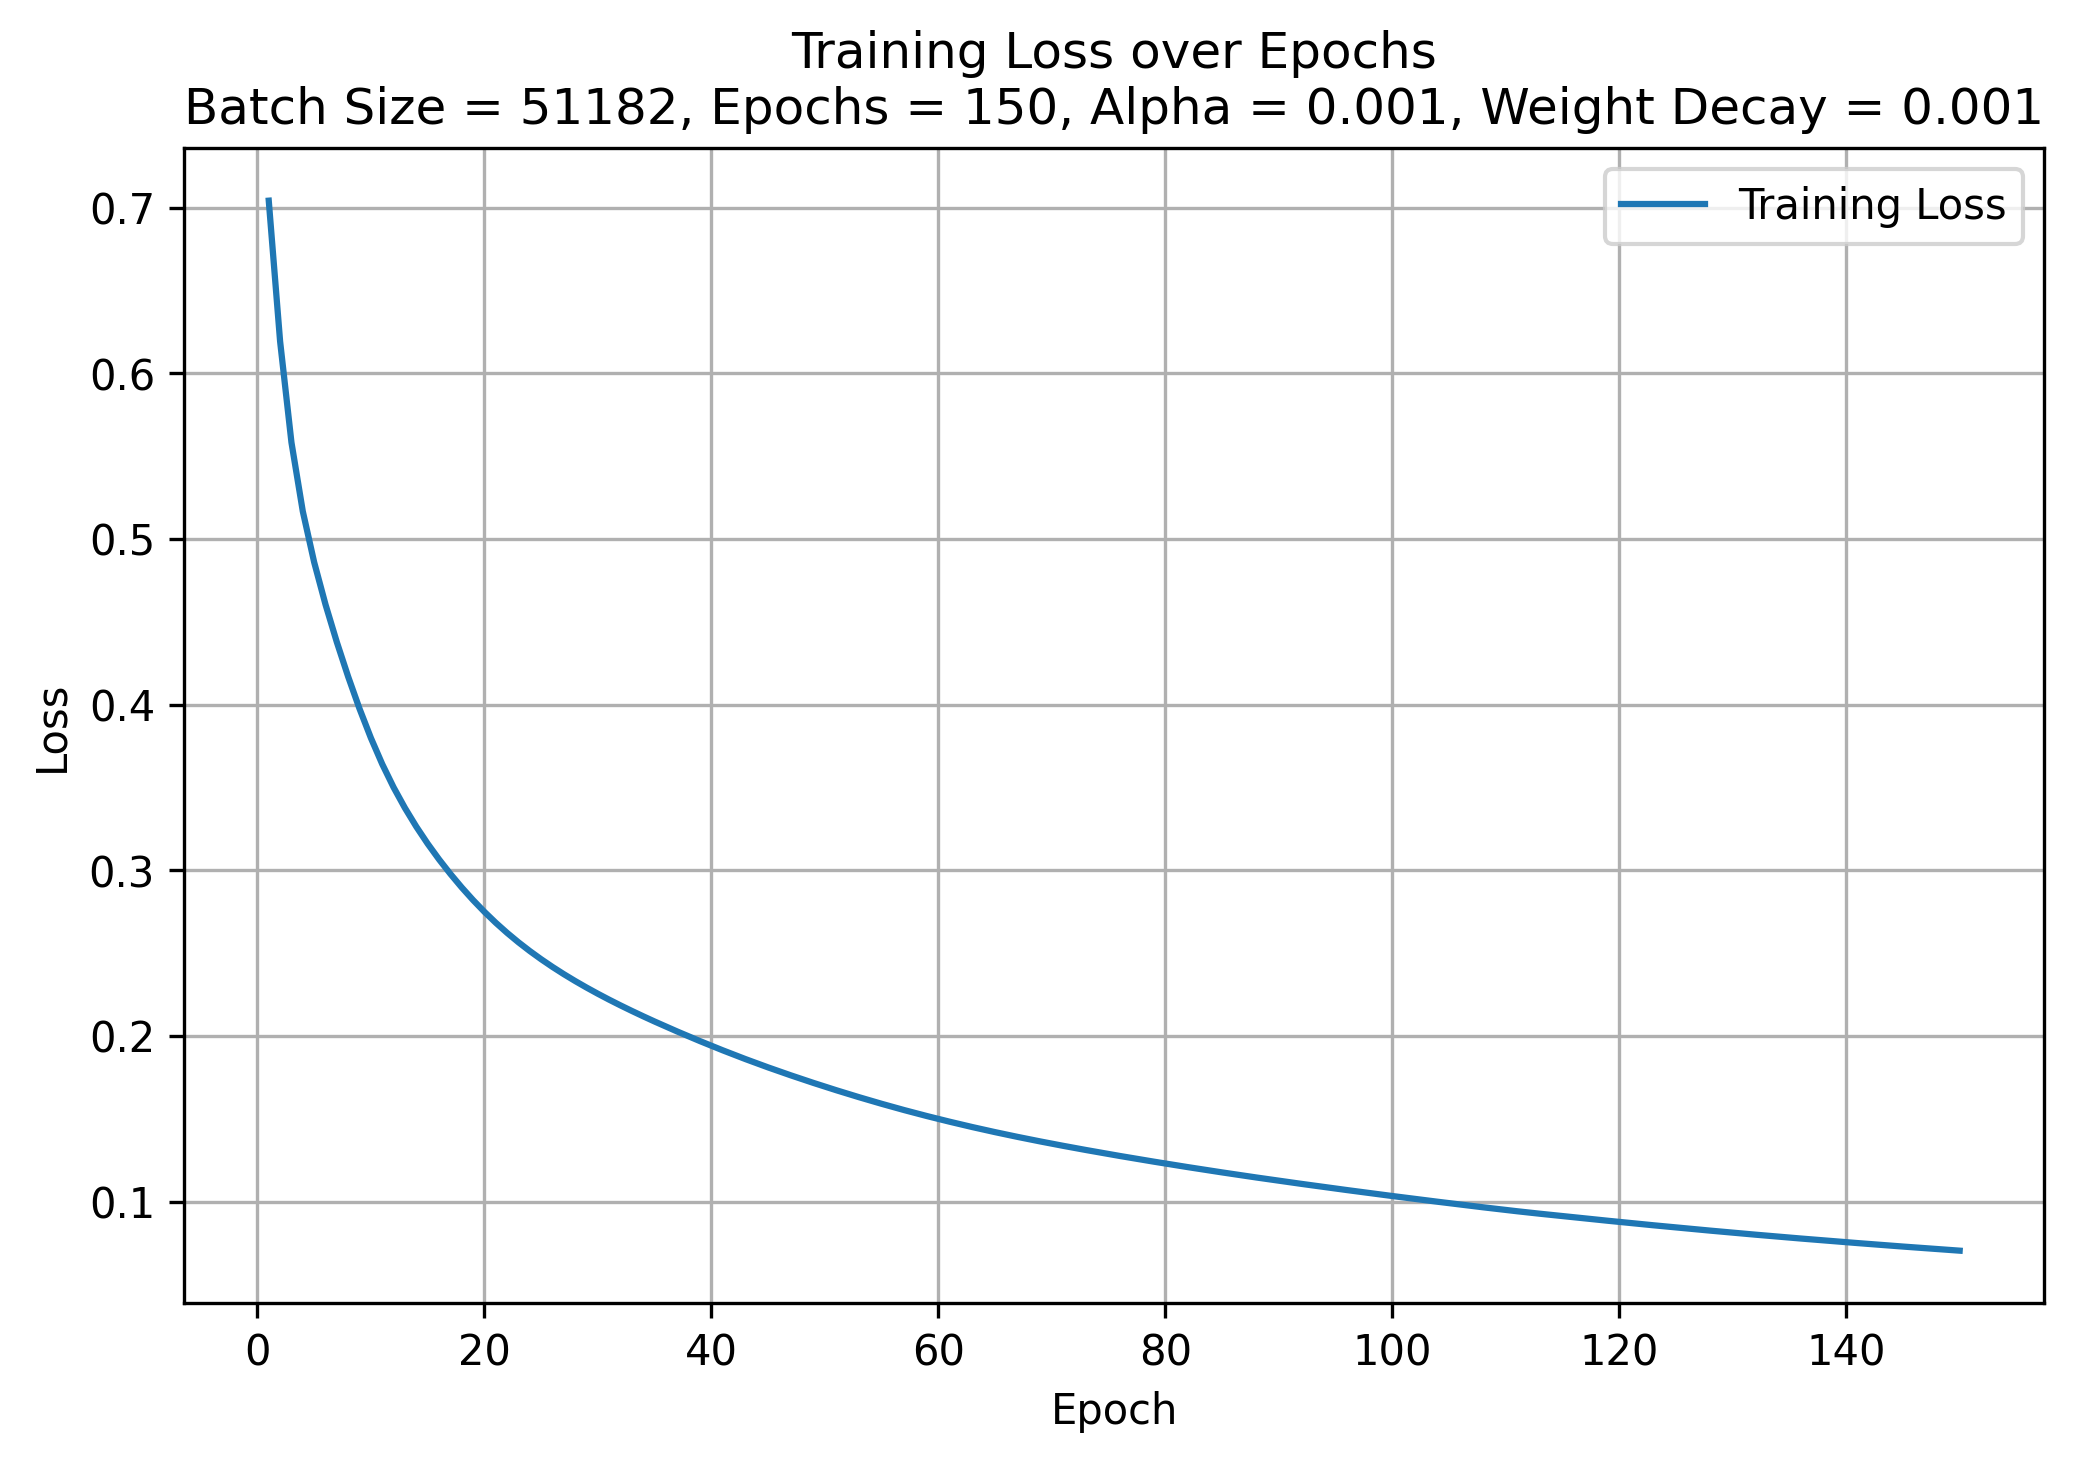 Training Loss over Epochs
Batch Size = 51182, Epochs = 150, Alpha = 0.001, Weight Decay = 0.001
Training Loss
0.7
0.6
0.5
0.4
0.3
0.2
0.1
Loss
0 20 40 60 80 100 120 140
Epoch